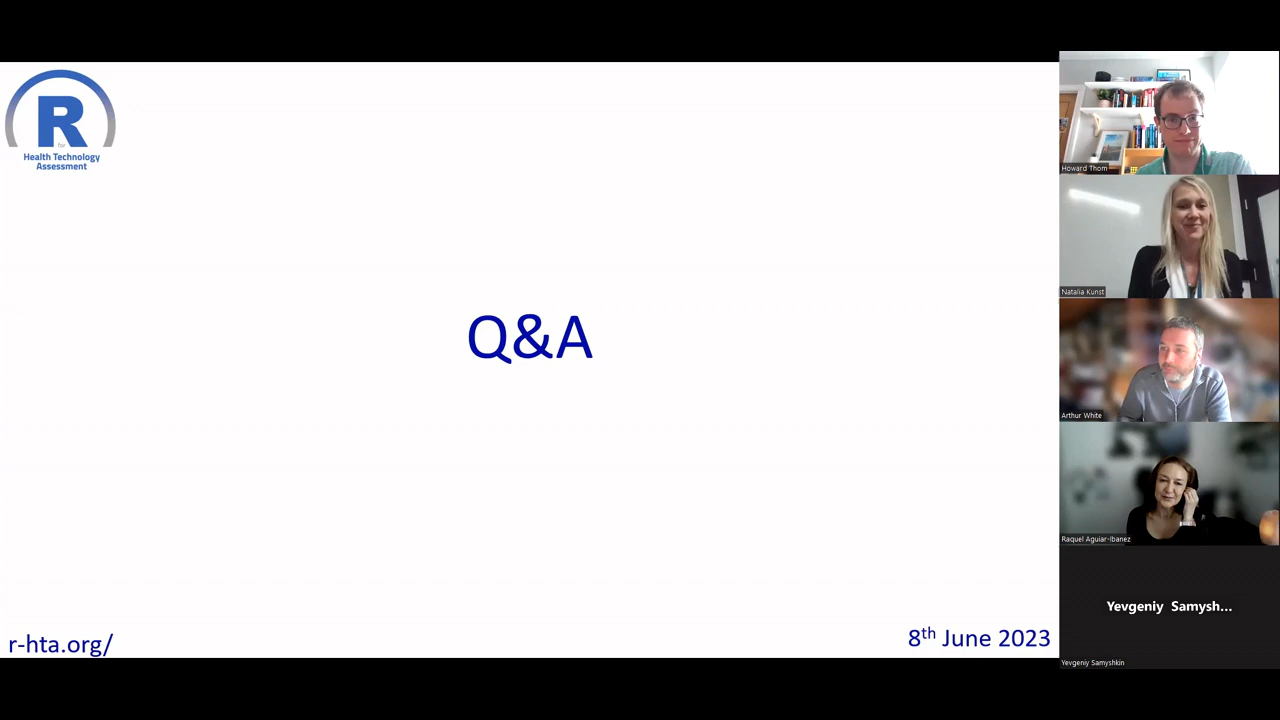 R
for
Health Technology
Assessment
Q&A
r-hta.org/
8th June 2023
Howard Thom
Natalia Kunst
Arthur White
Raquel Aguiar-Ibanez
Yevgeniy Samysh...
Yevgeniy Samyshkin